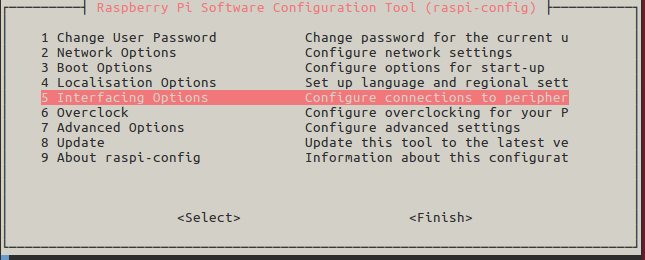 Raspberry Pi Software Configuration Tool (raspi-config)
1 Change User Password Change password for the current u
2 Network Options Configure network settings
3 Boot Options Configure options for start-up
4 Localisation Options Set up language and regional sett
5 Interfacing Options Configure connections to peripher
6 Overclock Configure overclocking for your P
7 Advanced Options Configure advanced settings
8 Update Update this tool to the latest ve
9 About raspi-config Information about this configurat
<Select> <Finish>